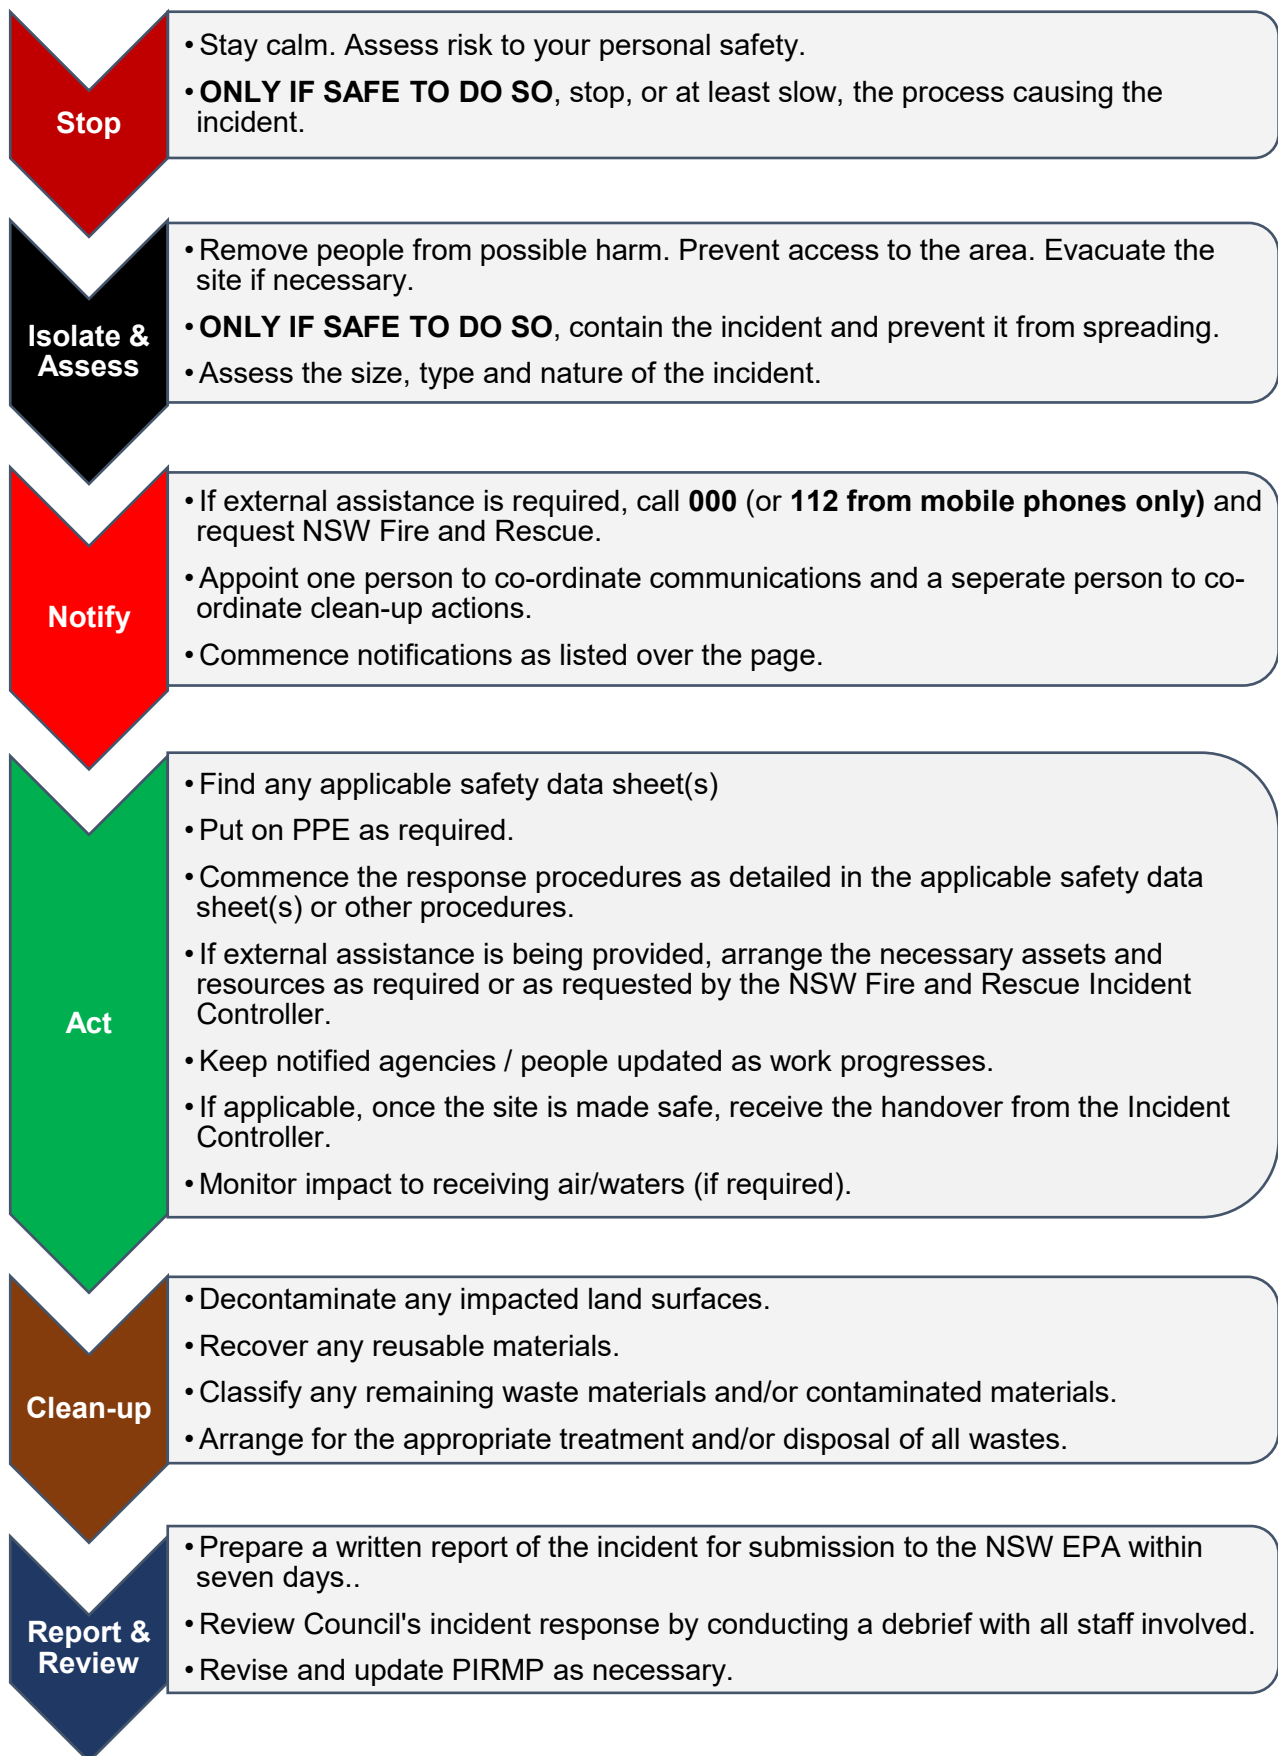 Stop
• Stay calm. Assess risk to your personal safety.
• ONLY IF SAFE TO DO SO, stop, or at least slow, the process causing the
incident.
Isolate &
Assess
• Remove people from possible harm. Prevent access to the area. Evacuate the
site if necessary.
• ONLY IF SAFE TO DO SO, contain the incident and prevent it from spreading.
• Assess the size, type and nature of the incident.
Notify
• If external assistance is required, call 000 (or 112 from mobile phones only) and
request NSW Fire and Rescue.
• Appoint one person to co-ordinate communications and a seperate person to co-
ordinate clean-up actions.
• Commence notifications as listed over the page.
Act
• Find any applicable safety data sheet(s)
• Put on PPE as required.
• Commence the response procedures as detailed in the applicable safety data
sheet(s) or other procedures.
• If external assistance is being provided, arrange the necessary assets and
resources as required or as requested by the NSW Fire and Rescue Incident
Controller.
• Keep notified agencies / people updated as work progresses.
• If applicable, once the site is made safe, receive the handover from the Incident
Controller.
• Monitor impact to receiving air/waters (if required).
Clean-up
• Decontaminate any impacted land surfaces.
• Recover any reusable materials.
• Classify any remaining waste materials and/or contaminated materials.
• Arrange for the appropriate treatment and/or disposal of all wastes.
Report &
Review
• Prepare a written report of the incident for submission to the NSW EPA within
seven days..
• Review Council's incident response by conducting a debrief with all staff involved.
• Revise and update PIRMP as necessary.